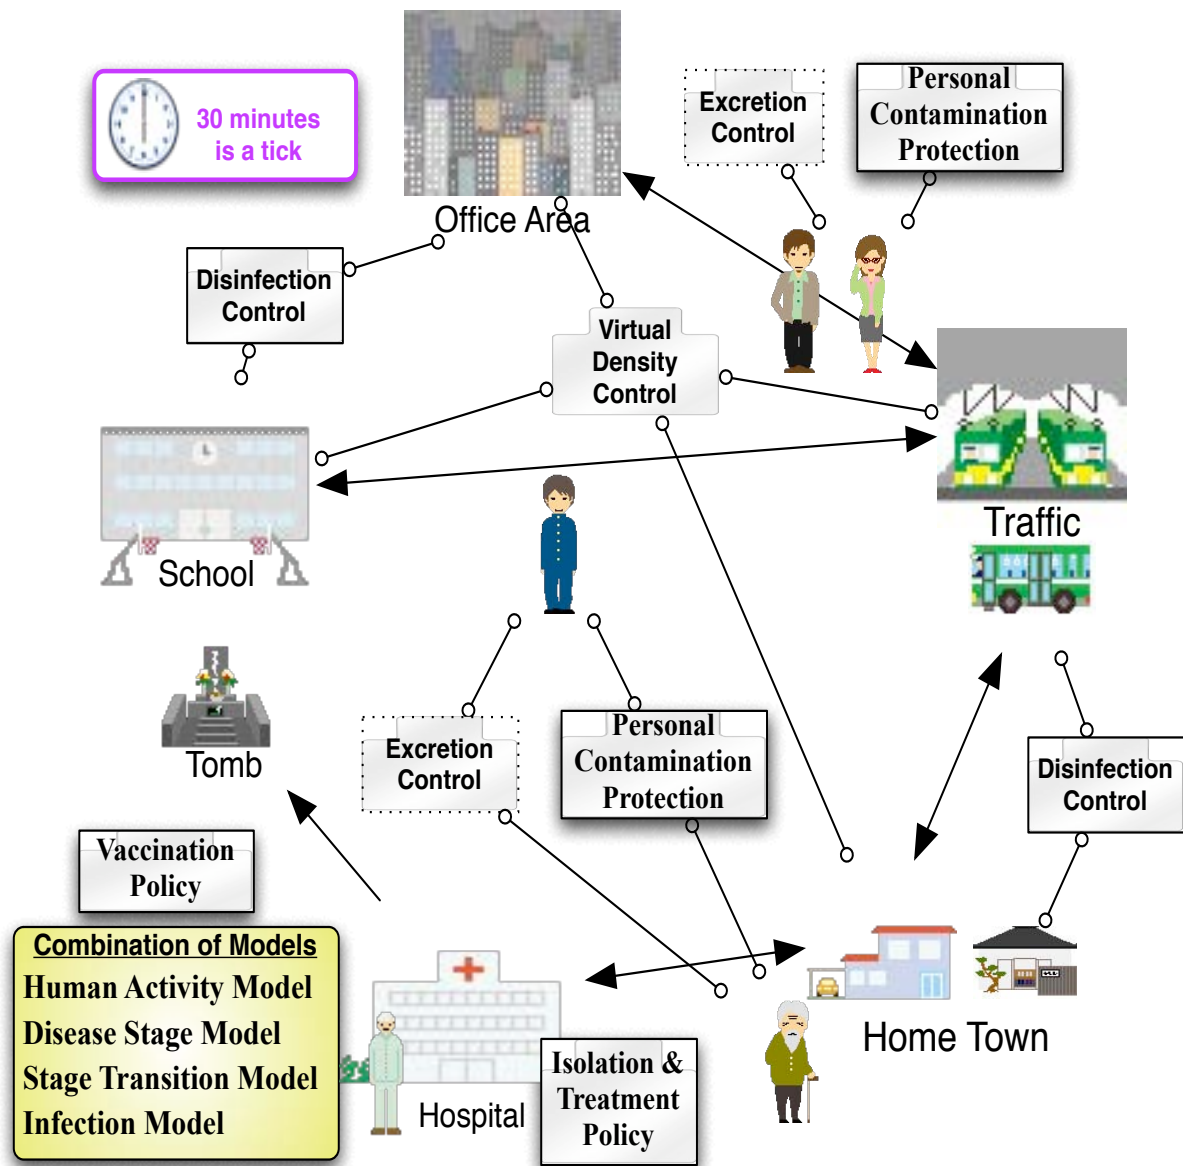 30 minutes
is a tick
Office Area
Excretion
Control
Personal
Contamination
Protection
Disinfection
Control
Virtual
Density
Control
School
Traffic
Tomb
Excretion
Control
Personal
Contamination
Protection
Disinfection
Control
Vaccination
Policy
Combination of Models
Human Activity Model
Disease Stage Model
Stage Transition Model
Infection Model
Hospital
Isolation &
Treatment
Policy
Home Town